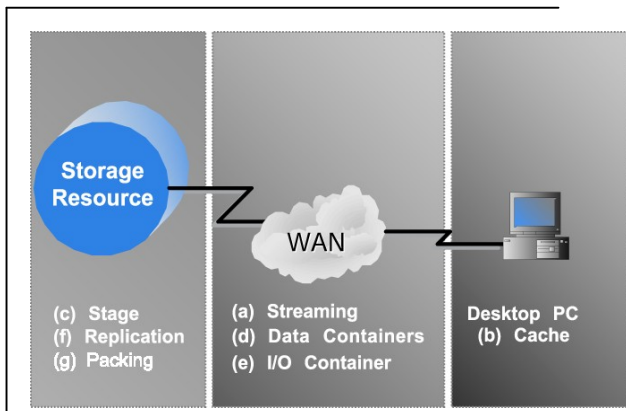 Storage
Resource
WAN
(c) Stage
(f) Replication
(g) Packing
(a) Streaming
(d) Data Containers
(e) I/O Container
Desktop PC
(b) Cache